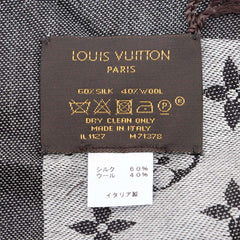 LOUIS VUITTON
PARIS
60% SILK 40% WOOL
DRY CLEAN ONLY
MADE IN ITALY
IL1127 M71378
シルク 60%
ウール 40%
イタリア製